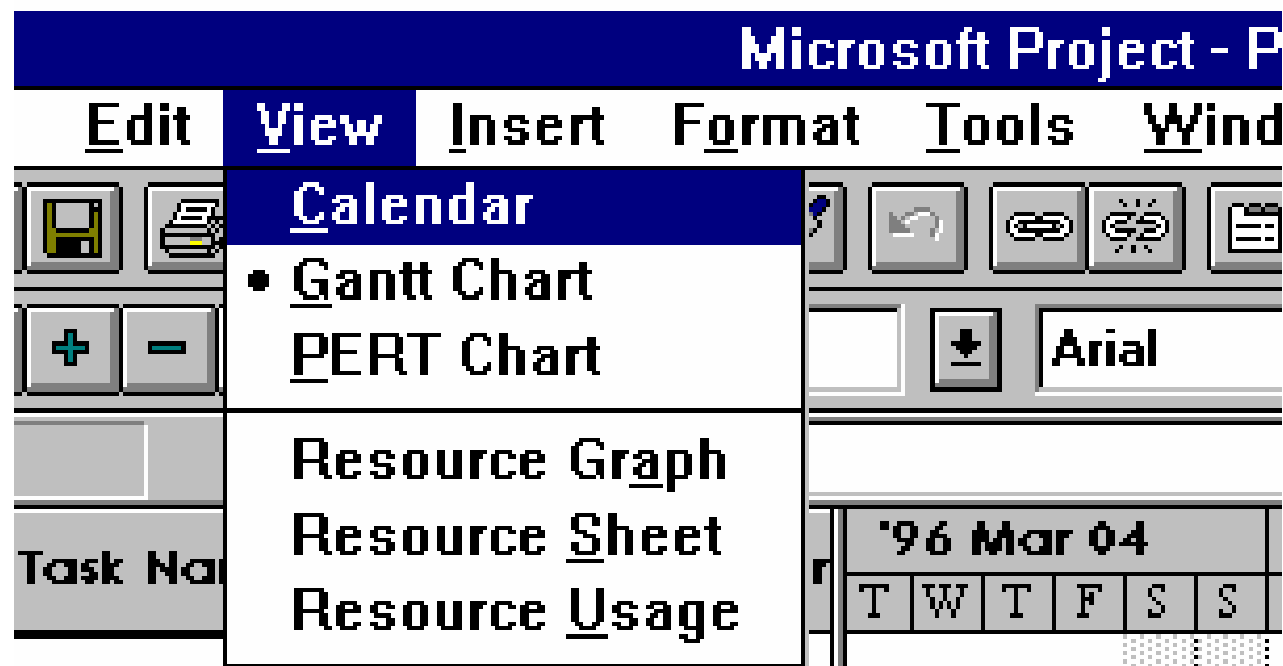 Microsoft Project - P
Edit View Insert Format Tools Wind
Calendar
• Gantt Chart
PERT Chart
Arial
Resource Graph
Resource Sheet
Resource Usage
'96 Mar 04
Task Na
T W T F S S